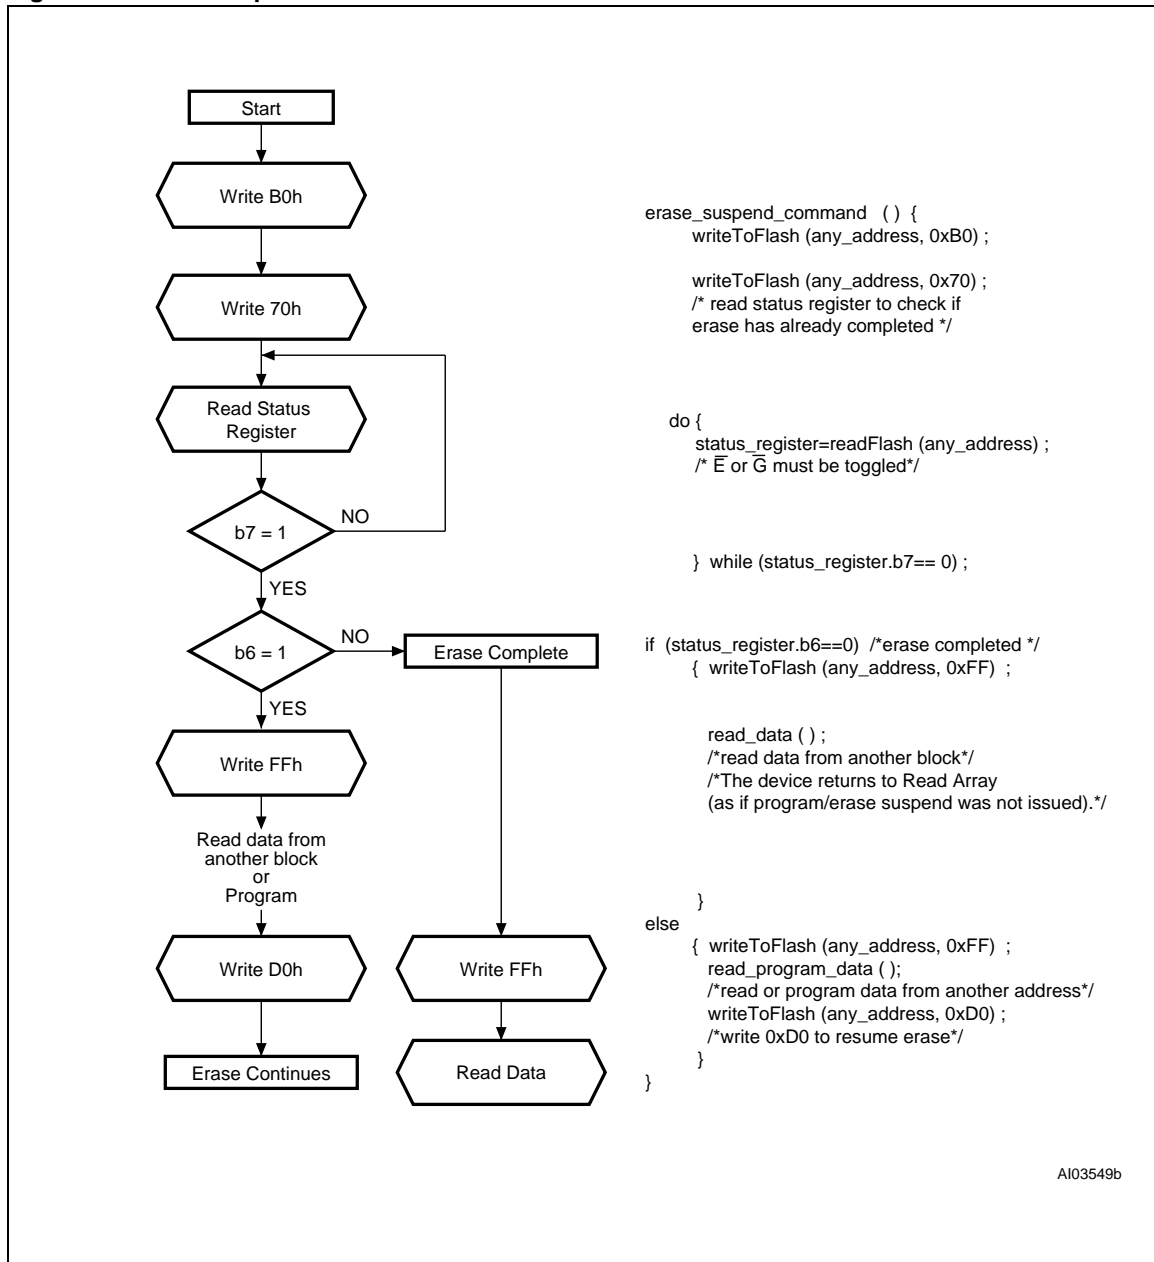 Start
Write B0h
Write 70h
Read Status
Register
b7 = 1
NO
YES
b6 = 1
NO
Erase Complete
YES
Write FFh
Read data from
another block
or
Program
Write D0h
Write FFh
Erase Continues
Read Data
erase_suspend_command ( ) {
writeToFlash (any_address, 0xB0) ;
writeToFlash (any_address, 0x70) ;
/* read status register to check if
erase has already completed */
do {
status_register=readFlash (any_address) ;
/* E̅ or G̅ must be toggled*/
} while (status_register.b7== 0) ;
if (status_register.b6==0) /*erase completed */
{ writeToFlash (any_address, 0xFF) ;
read_data ( ) ;
/*read data from another block*/
/*The device returns to Read Array
(as if program/erase suspend was not issued).*/
}
else
{ writeToFlash (any_address, 0xFF) ;
read_program_data ( );
/*read or program data from another address*/
writeToFlash (any_address, 0xD0) ;
/*write 0xD0 to resume erase*/
}
}
AI03549b